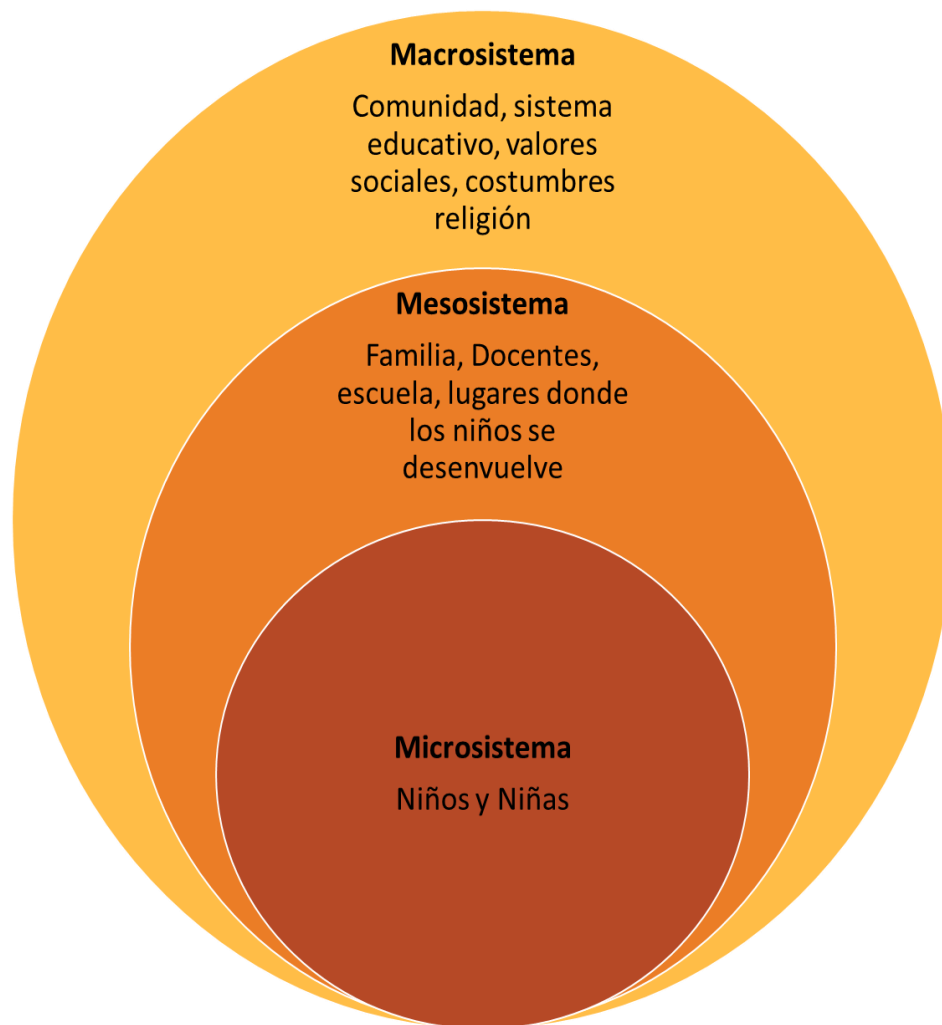 Macrosistema
Comunidad, sistema
educativo, valores
sociales, costumbres
religión
Mesosistema
Familia, Docentes,
escuela, lugares donde
los niños se
desenvuelve
Microsistema
Niños y Niñas